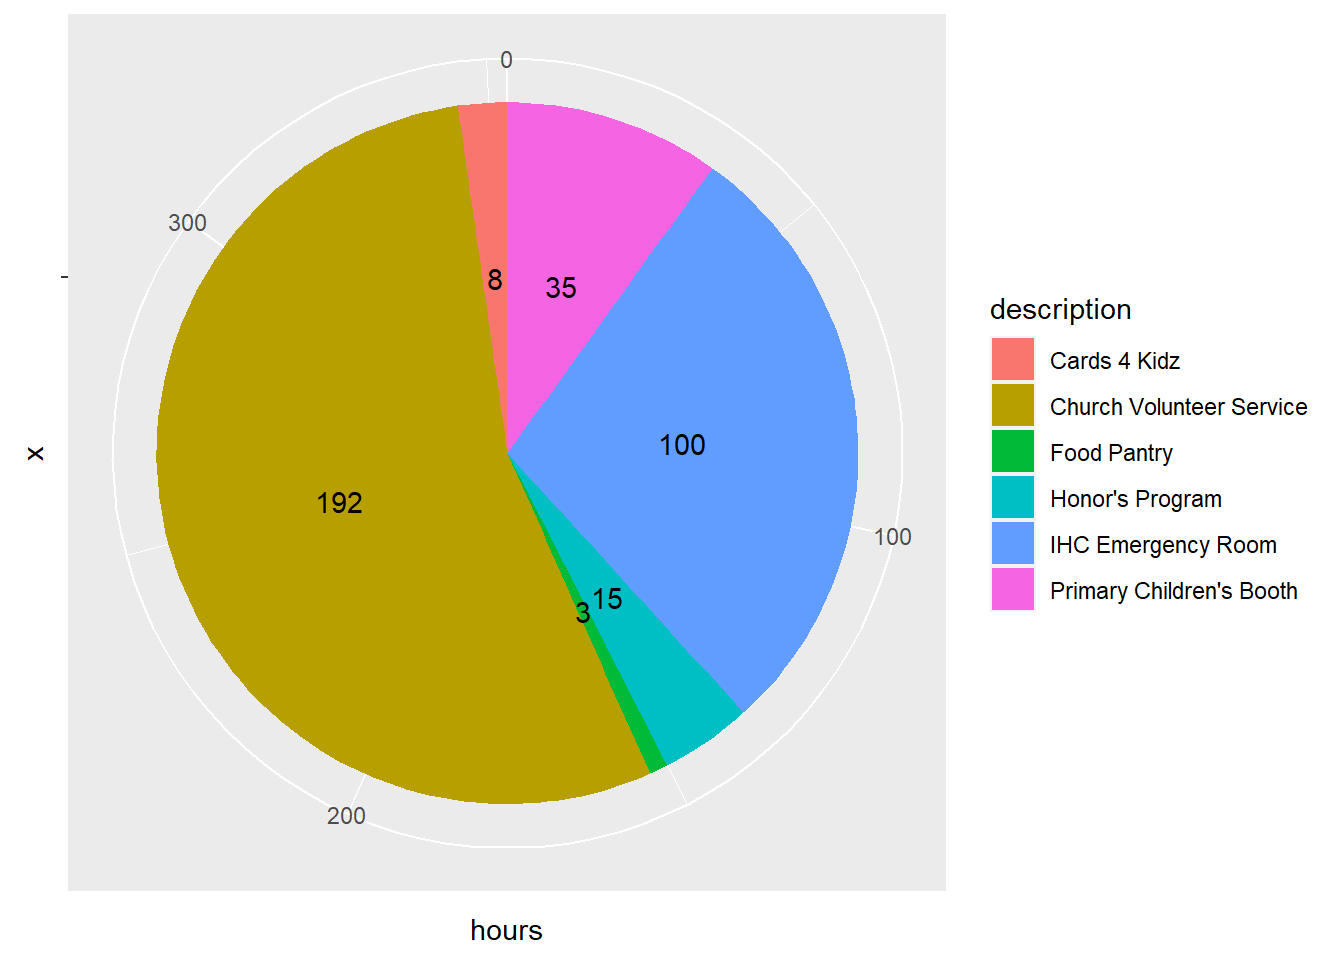 0
300
8
35
100
192
100
15
3
200
x
hours
description
Cards 4 Kidz
Church Volunteer Service
Food Pantry
Honor's Program
IHC Emergency Room
Primary Children's Booth